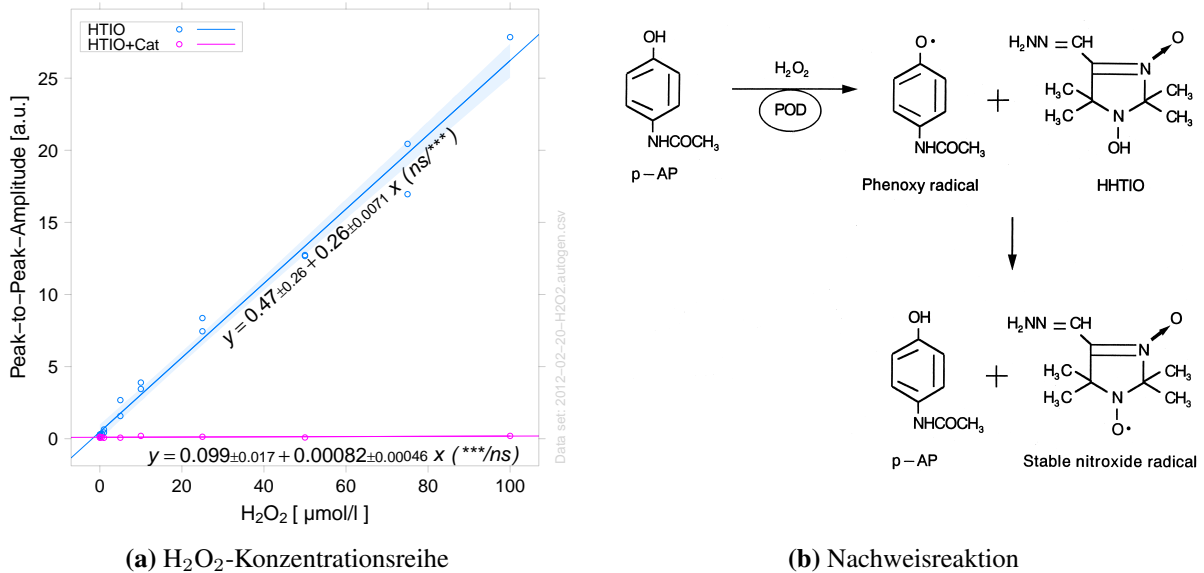 HTIO
HTIO+Cat
Peak−to−Peak−Amplitude [a.u.]
25
20
15
10
5
0
y = 0.47±0.26 + 0.26±0.0071 x (ns/***)
y = 0.099±0.017 + 0.00082±0.00046 x (***/ns)
0 20 40 60 80 100
H₂O₂ [ µmol/l ]
Data set: 2012−02−20−H2O2.autogen.csv
(a) H₂O₂-Konzentrationsreihe
OH
NHCOCH₃
p−AP
H₂O₂
POD
O•
NHCOCH₃
Phenoxy radical
+
H₂NN=CH
O
N
H₃C
H₃C
CH₃
CH₃
N
OH
HHTIO
OH
NHCOCH₃
p−AP
+
H₂NN=CH
O
N
H₃C
H₃C
CH₃
CH₃
N
O•
Stable nitroxide radical
(b) Nachweisreaktion